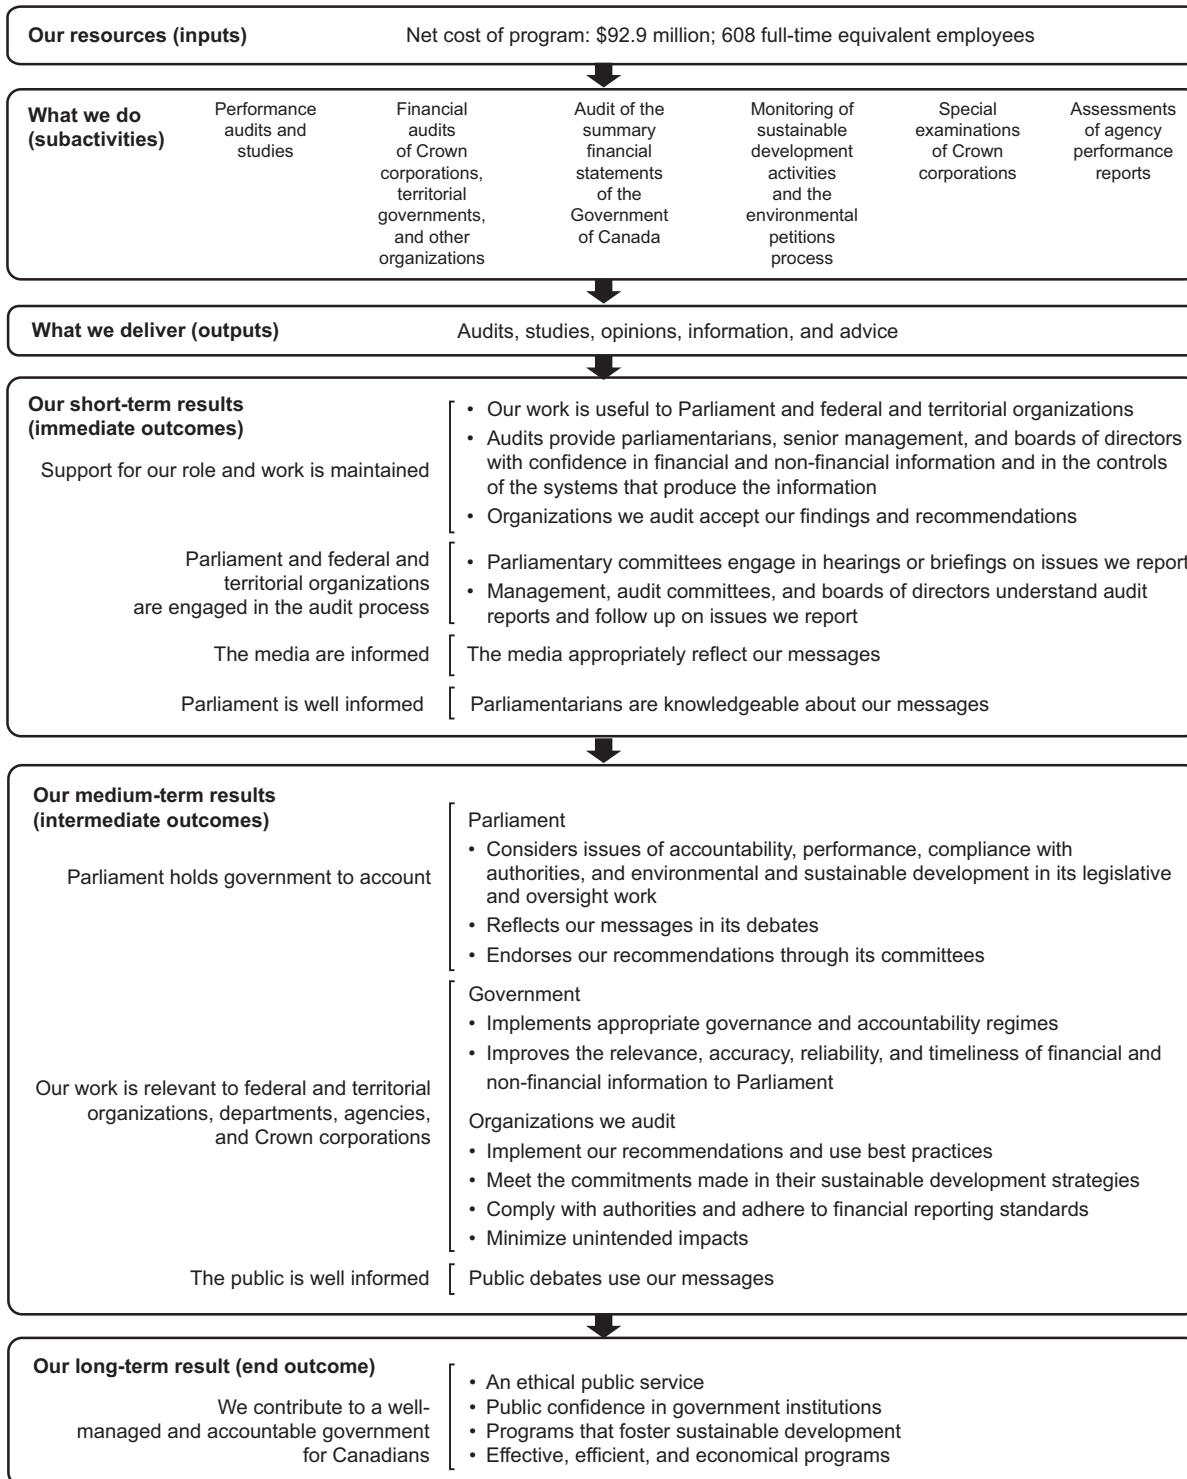 Our resources (inputs)
Net cost of program: $92.9 million; 608 full-time equivalent employees
What we do
(subactivities)
Performance
audits and
studies
Financial
audits
of Crown
corporations,
territorial
governments,
and other
organizations
Audit of the
summary
financial
statements
of the
Government
of Canada
Monitoring of
sustainable
development
activities
and the
environmental
petitions
process
Special
examinations
of Crown
corporations
Assessments
of agency
performance
reports
What we deliver (outputs)
Audits, studies, opinions, information, and advice
Our short-term results
(immediate outcomes)
Support for our role and work is maintained
• Our work is useful to Parliament and federal and territorial organizations
• Audits provide parliamentarians, senior management, and boards of directors
with confidence in financial and non-financial information and in the controls
of the systems that produce the information
• Organizations we audit accept our findings and recommendations
Parliament and federal and
territorial organizations
are engaged in the audit process
• Parliamentary committees engage in hearings or briefings on issues we report
• Management, audit committees, and boards of directors understand audit
reports and follow up on issues we report
The media are informed
The media appropriately reflect our messages
Parliament is well informed
Parliamentarians are knowledgeable about our messages
Our medium-term results
(intermediate outcomes)
Parliament holds government to account
Parliament
• Considers issues of accountability, performance, compliance with
authorities, and environmental and sustainable development in its legislative
and oversight work
• Reflects our messages in its debates
• Endorses our recommendations through its committees
Our work is relevant to federal and territorial
organizations, departments, agencies,
and Crown corporations
Government
• Implements appropriate governance and accountability regimes
• Improves the relevance, accuracy, reliability, and timeliness of financial and
non-financial information to Parliament
Organizations we audit
• Implement our recommendations and use best practices
• Meet the commitments made in their sustainable development strategies
• Comply with authorities and adhere to financial reporting standards
• Minimize unintended impacts
The public is well informed
Public debates use our messages
Our long-term result (end outcome)
We contribute to a well-
managed and accountable government
for Canadians
• An ethical public service
• Public confidence in government institutions
• Programs that foster sustainable development
• Effective, efficient, and economical programs